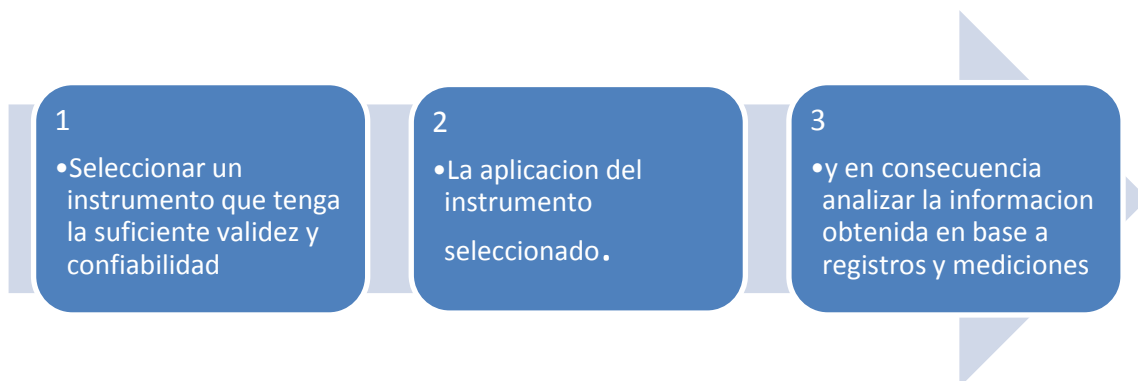 1
•Seleccionar un
instrumento que tenga
la suficiente validez y
confiabilidad
2
•La aplicacion del
instrumento
seleccionado.
3
•y en consecuencia
analizar la informacion
obtenida en base a
registros y mediciones